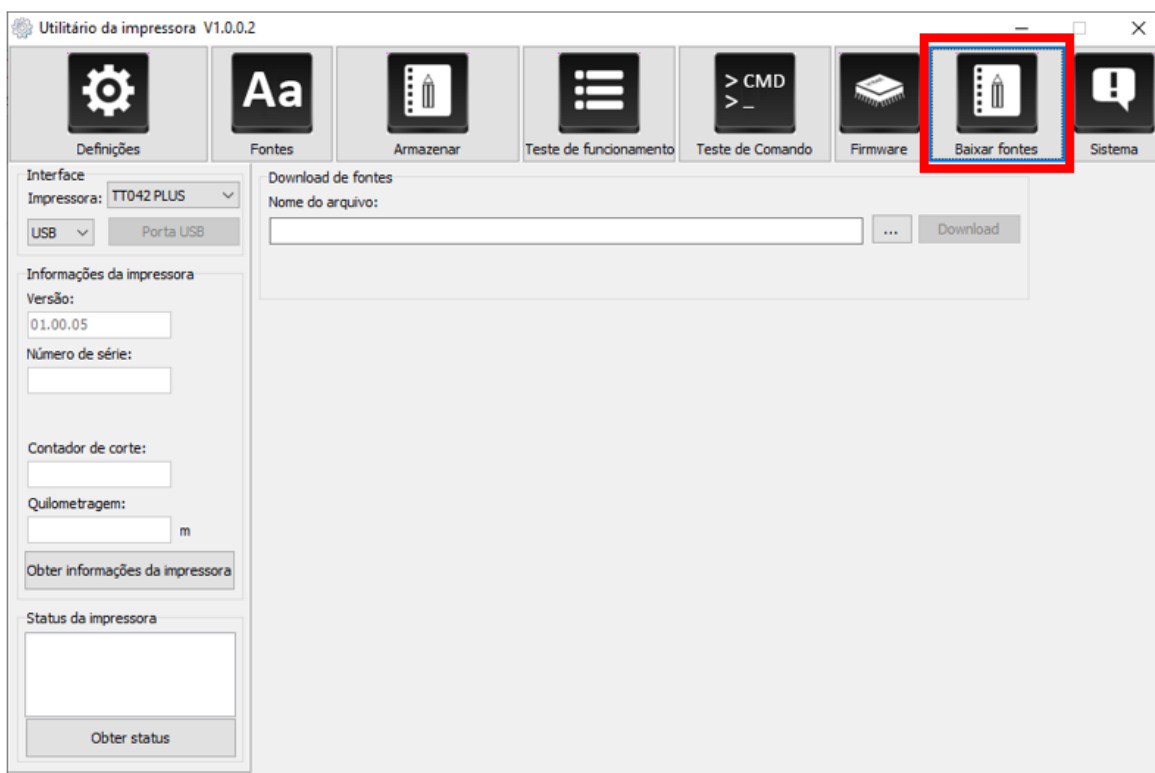 Utilitário da impressora V1.0.0.2
Aa
> CMD
> _
Definições
Fontes
Armazenar
Teste de funcionamento
Teste de Comando
Firmware
Baixar fontes
Sistema
Interface
Impressora: TT042 PLUS
USB
Porta USB
Informações da impressora
Versão:
01.00.05
Número de série:
Contador de corte:
Quilometragem:
m
Obter informações da impressora
Status da impressora
Obter status
Download de fontes
Nome do arquivo:
...
Download